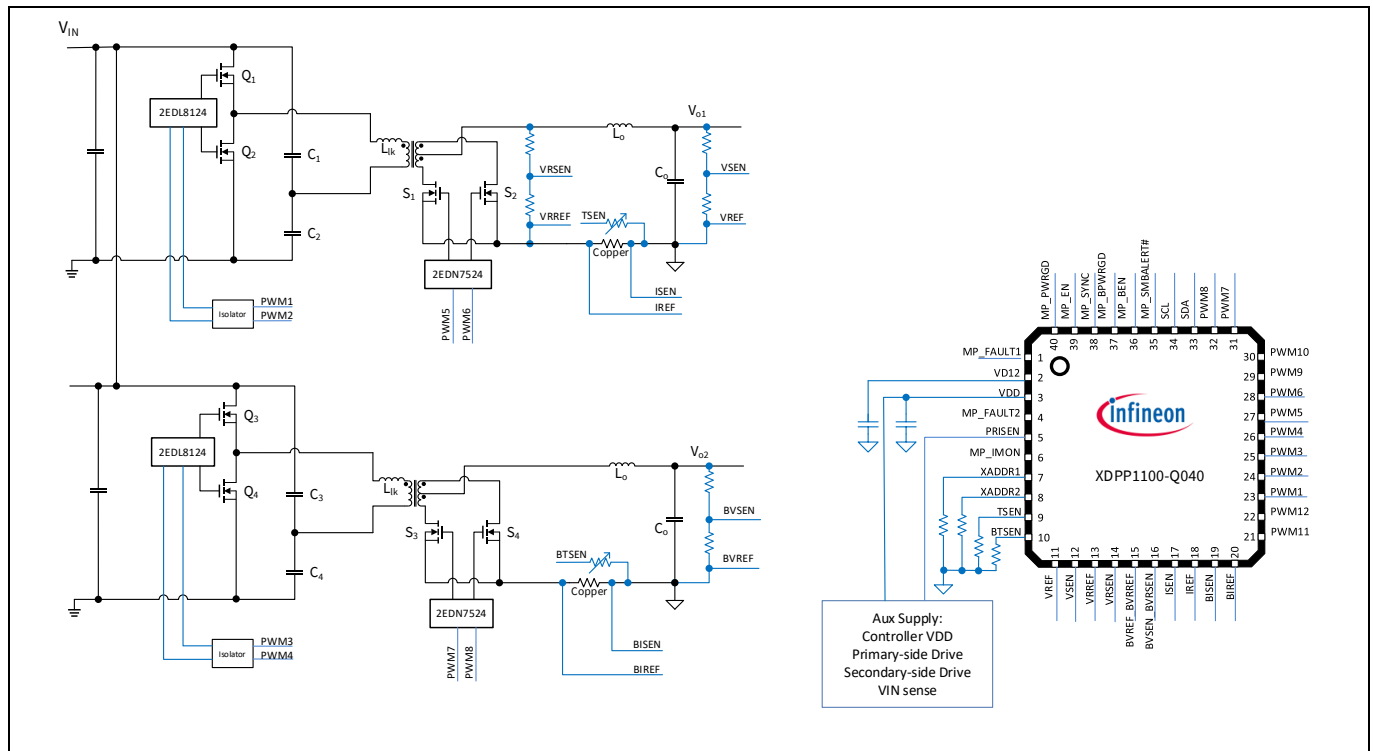 VIN
Q1
2EDL8124
Q2
C1
C2
Llk
S1
S2
VRSEN
VRREF
Lo
Vo1
Co
VSEN
VREF
TSEN
Copper
ISEN
IREF
2EDN7524
PWM5
PWM6
Isolator
PWM1
PWM2
Q3
2EDL8124
Q4
C3
C4
Llk
S3
S4
Lo
Vo2
Co
BVSEN
BVREF
BTSEN
Copper
BISEN
BIREF
2EDN7524
PWM7
PWM8
Isolator
PWM3
PWM4
MP_PWRGD
MP_EN
MP_SYNC
MP_BPWRGD
MP_BEN
MP_SMBALERT#
SCL
SDA
PWM8
PWM7
40
39
38
37
36
35
34
33
32
31
MP_FAULT1 1
VD12 2
VDD 3
MP_FAULT2 4
PRISEN 5
MP_IMON 6
XADDR1 7
XADDR2 8
TSEN 9
BTSEN 10
infineon
XDPP1100-Q040
30 PWM10
29 PWM9
28 PWM6
27 PWM5
26 PWM4
25 PWM3
24 PWM2
23 PWM1
22 PWM12
21 PWM11
11
12
13
14
15
16
17
18
19
20
VREF
VSEN
VRREF
VRSEN
BVREF_BVRREF
BVSEN_BVRSEN
ISEN
IREF
BISEN
BIREF
Aux Supply:
Controller VDD
Primary-side Drive
Secondary-side Drive
VIN sense